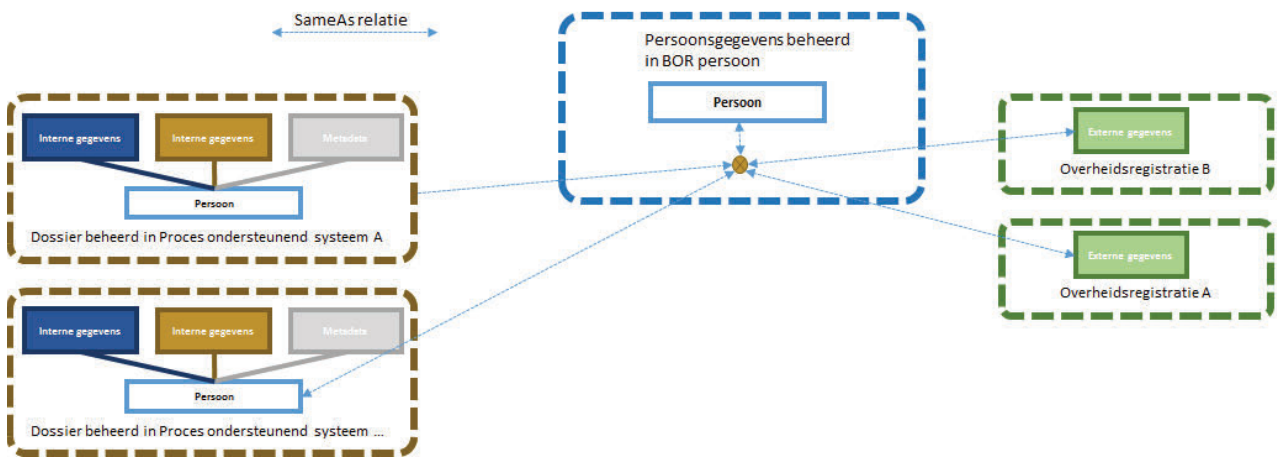 SameAs relatie
Persoonsgegevens beheerd
in BOR persoon
Persoon
Interne gegevens
Interne gegevens
Metadata
Persoon
Dossier beheerd in Proces ondersteunend systeem A
Interne gegevens
Interne gegevens
Metadata
Persoon
Dossier beheerd in Proces ondersteunend systeem ...
Externe gegevens
Overheidsregistratie B
Externe gegevens
Overheidsregistratie A